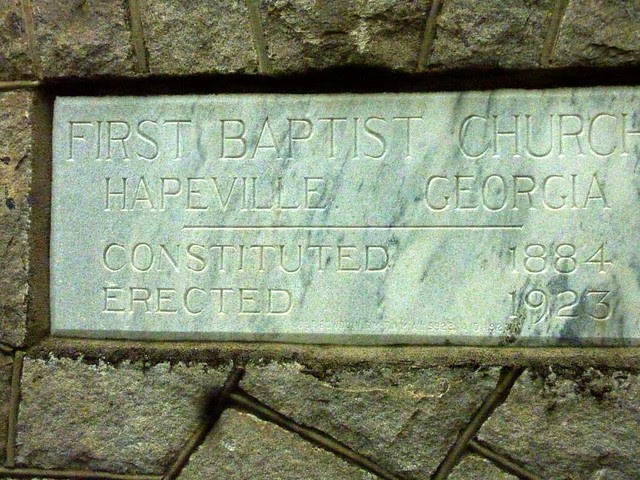 FIRST BAPTIST CHURCH
HAPEVILLE, GEORGIA
CONSTITUTED 1884
ERECTED 1923